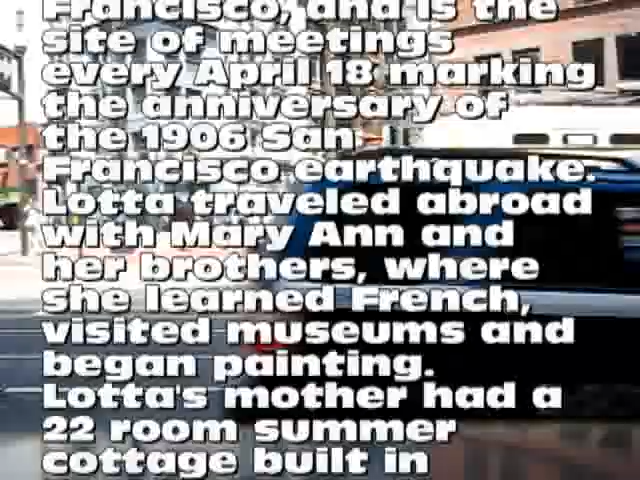 Francisco, and is the
site of meetings
every April 18 marking
the anniversary of
the 1906 San
Francisco earthquake.
Lotta traveled abroad
with Mary Ann and
her brothers, where
she learned French,
visited museums and
began painting.
Lotta's mother had a
22 room summer
cottage built in